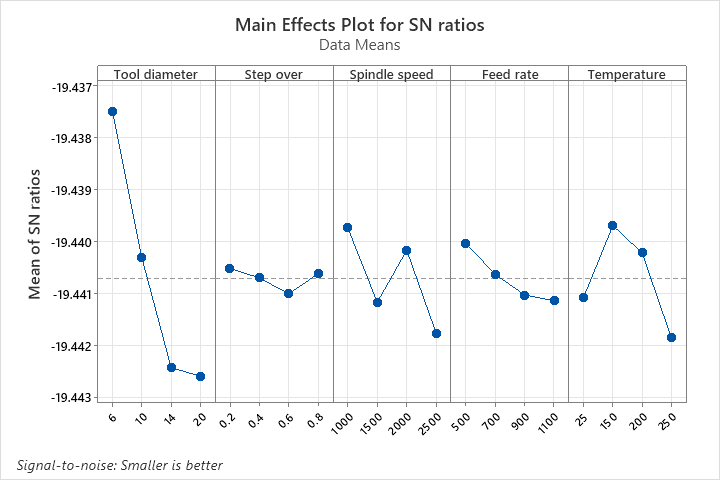 Main Effects Plot for SN ratios
Data Means
Tool diameter Step over Spindle speed Feed rate Temperature
Mean of SN ratios
-19.437
-19.438
-19.439
-19.440
-19.441
-19.442
-19.443
6 10 14 20 0.2 0.4 0.6 0.8 1000 1500 2000 2500 500 700 900 1100 25 150 200 250
Signal-to-noise: Smaller is better